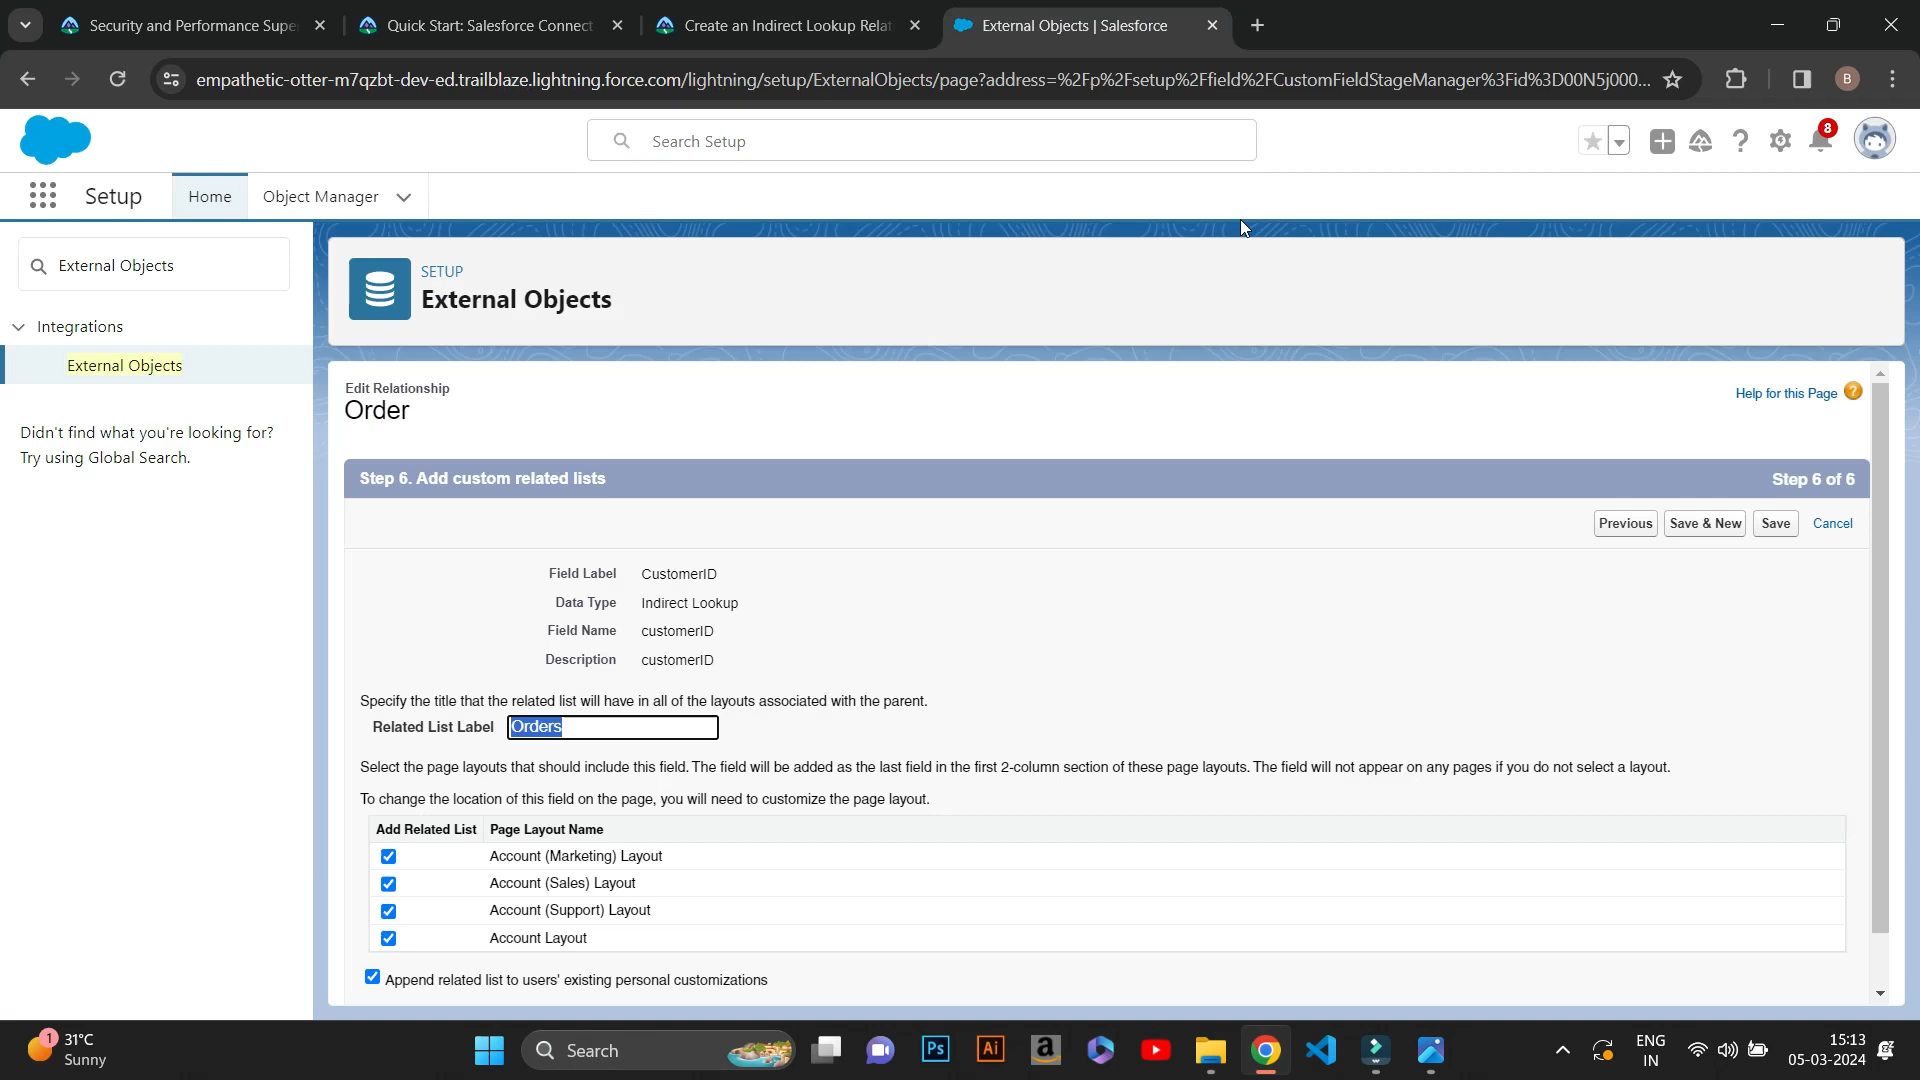 Security and Performance Supe
Quick Start: Salesforce Connect
Create an Indirect Lookup Relat
External Objects | Salesforce
empathetic-otter-m7qzbt-dev-ed.trailblaze.lightning.force.com/lightning/setup/ExternalObjects/page?address=%2Fp%2Fsetup%2Ffield%2FCustomFieldStageManager%3Fid%3D00N5j000...
B
Search Setup
8
Setup
Home
Object Manager
External Objects
Integrations
External Objects
Didn't find what you're looking for?
Try using Global Search.
SETUP
External Objects
Edit Relationship
Order
Help for this Page ?
Step 6. Add custom related lists
Step 6 of 6
Previous
Save & New
Save
Cancel
Field Label CustomerID
Data Type Indirect Lookup
Field Name customerID
Description customerID
Specify the title that the related list will have in all of the layouts associated with the parent.
Related List Label Orders
Select the page layouts that should include this field. The field will be added as the last field in the first 2-column section of these page layouts. The field will not appear on any pages if you do not select a layout.
To change the location of this field on the page, you will need to customize the page layout.
Add Related List Page Layout Name
Account (Marketing) Layout
Account (Sales) Layout
Account (Support) Layout
Account Layout
Append related list to users' existing personal customizations
1
31°C
Sunny
Search
Ps
Ai
a
ENG
IN
15:13
05-03-2024